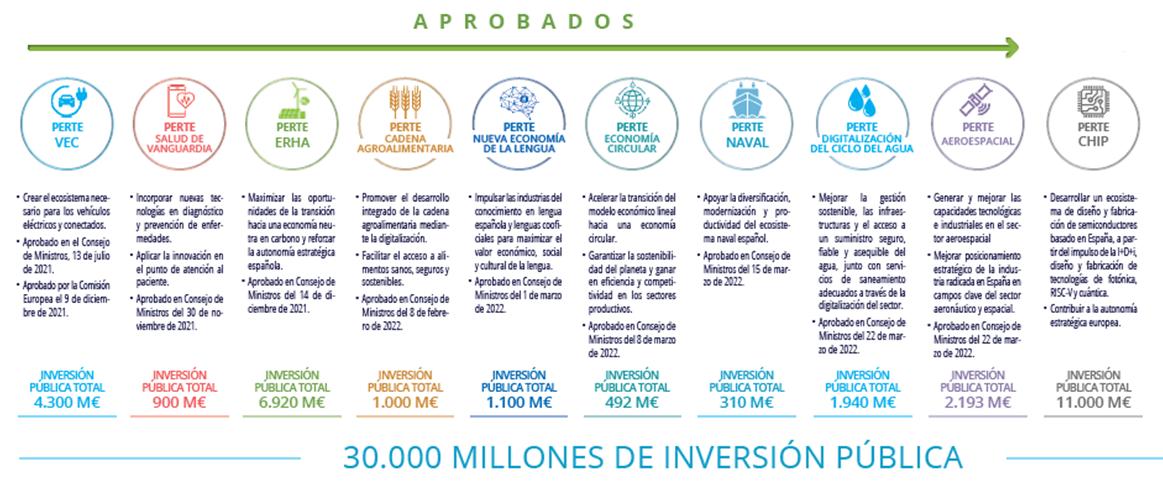 APROBADOS
PERTE
VEC
• Crear el ecosistema nece-
sario para los vehículos
eléctricos y conectados.
• Aprobado en el Consejo
de Ministros, 13 de julio
de 2021.
• Aprobado por la Comisión
Europea el 9 de diciem-
bre de 2021.
INVERSIÓN
PÚBLICA TOTAL
4.300 M€
PERTE
SALUD DE
VANGUARDIA
• Incorporar nuevas tec-
nologías en diagnóstico
y prevención de enfer-
medades.
• Aplicar la innovación en
el punto de atención al
paciente.
• Aprobado en Consejo de
Ministros del 30 de no-
viembre de 2021.
INVERSIÓN
PÚBLICA TOTAL
900 M€
PERTE
ERHA
• Maximizar las oportu-
nidades de la transición
hacia una economía neu-
tra en carbono y reforzar
la autonomía estratégica
española.
• Aprobado en Consejo de
Ministros del 14 de di-
ciembre de 2021.
INVERSIÓN
PÚBLICA TOTAL
6.920 M€
PERTE
CADENA
AGROALIMENTARIA
• Promover el desarrollo
integrado de la cadena
agroalimentaria median-
te la digitalización.
• Facilitar el acceso a ali-
mentos sanos, seguros y
sostenibles.
• Aprobado en Consejo de
Ministros del 8 de febre-
ro de 2022.
INVERSIÓN
PÚBLICA TOTAL
1.000 M€
PERTE
NUEVA ECONOMÍA
DE LA LENGUA
• Impulsar las industrias del
conocimiento en lengua
española y lenguas coofi-
ciales para maximizar el
valor económico, social
y cultural de la lengua.
• Aprobado en Consejo de
Ministros del 1 de marzo
de 2022.
INVERSIÓN
PÚBLICA TOTAL
1.100 M€
PERTE
ECONOMÍA
CIRCULAR
• Acelerar la transición del
modelo económico lineal
hacia una economía
circular.
• Garantizar la sostenibili-
dad del planeta y ganar
en eficiencia y competi-
tividad en los sectores
productivos.
• Aprobado en Consejo de
Ministros del 8 de marzo
de 2022.
INVERSIÓN
PÚBLICA TOTAL
492 M€
PERTE
NAVAL
• Apoyar la diversificación,
modernización y pro-
ductividad del ecosiste-
ma naval español.
• Aprobado en Consejo de
Ministros del 15 de mar-
zo de 2022.
INVERSIÓN
PÚBLICA TOTAL
310 M€
PERTE
DIGITALIZACIÓN
DEL CICLO DEL AGUA
• Mejorar la gestión
sostenible, las infraes-
tructuras y el acceso a
un suministro seguro,
fiable y asequible del
agua, junto con servi-
cios de saneamiento
adecuados a través de la
digitalización del sector.
• Aprobado en Consejo de
Ministros del 22 de mar-
zo de 2022.
INVERSIÓN
PÚBLICA TOTAL
1.940 M€
PERTE
AEROESPACIAL
• Generar y mejorar las
capacidades tecnológicas
e industriales en el sec-
tor aeroespacial
• Mejorar posicionamiento
estratégico de la indus-
tria radicada en España en
campos clave del sector
aeronáutico y espacial.
• Aprobado en Consejo de
Ministros del 22 de mar-
zo de 2022.
INVERSIÓN
PÚBLICA TOTAL
2.193 M€
PERTE
CHIP
• Desarrollar un ecosiste-
ma de diseño y fabrica-
ción de semiconductores
basado en España, a par-
tir del impulso de la I+D+i,
diseño y fabricación de
tecnologías de fotónica,
RISC-V y cuántica.
• Contribuir a la autonomía
estratégica europea.
INVERSIÓN
PÚBLICA TOTAL
11.000 M€
30.000 MILLONES DE INVERSIÓN PÚBLICA